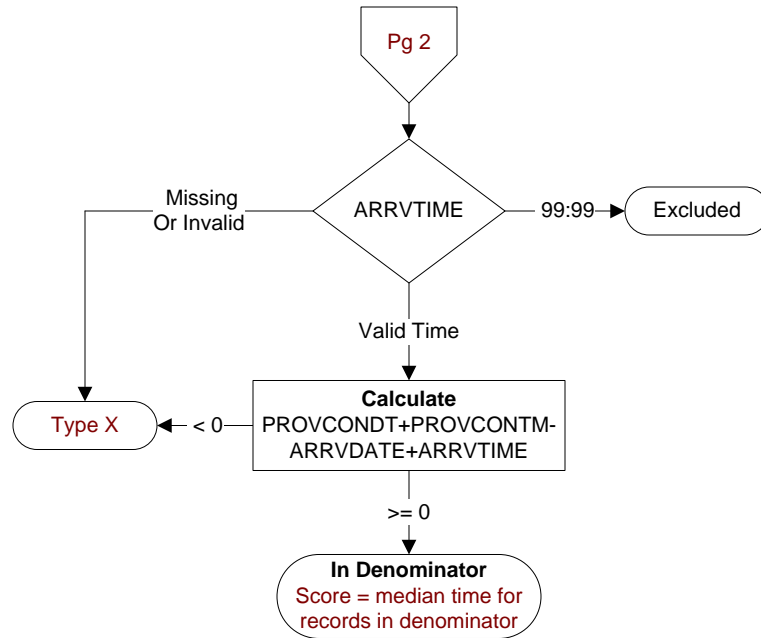 Pg 2
Missing
Or Invalid
ARRVTIME
99:99
Excluded
Valid Time
Calculate
PROVCONDT+PROVCONTM-
ARRVDATE+ARRVTIME
< 0
Type X
>= 0
In Denominator
Score = median time for
records in denominator